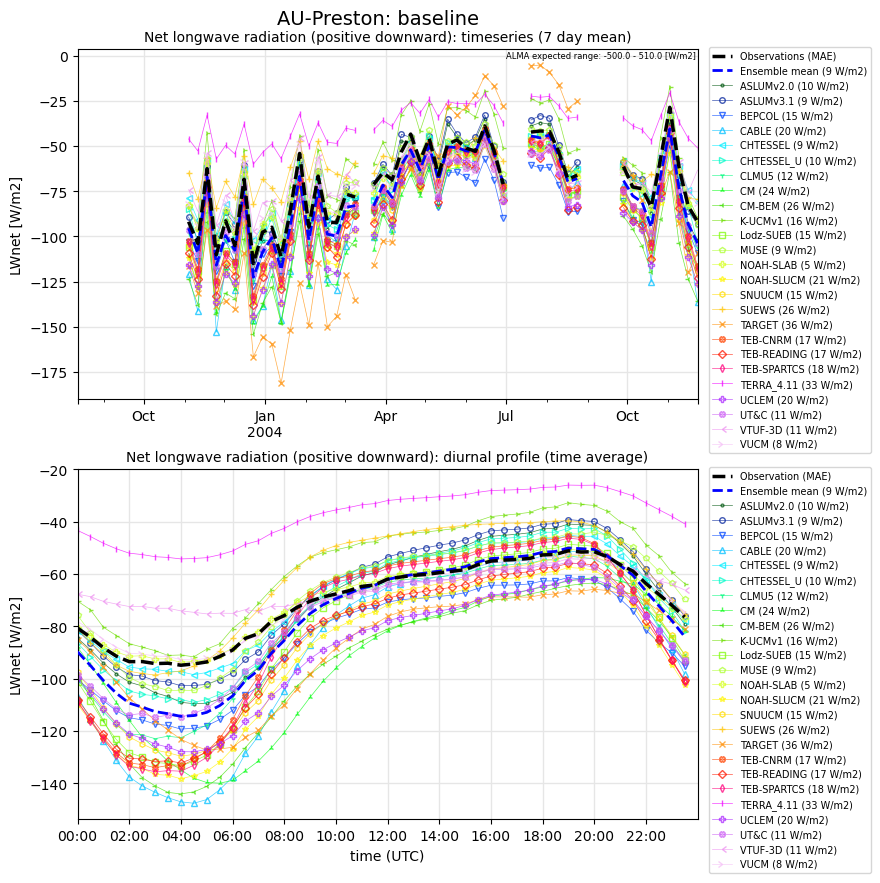 AU-Preston: baseline
Net longwave radiation (positive downward): timeseries (7 day mean)
ALMA expected range: -500.0 - 510.0 [W/m2]
LWnet [W/m2]
0
−25
−50
−75
−100
−125
−150
−175
Oct
Jan
2004
Apr
Jul
Oct
Observations (MAE)
Ensemble mean (9 W/m2)
ASLUMv2.0 (10 W/m2)
ASLUMv3.1 (9 W/m2)
BEPCOL (15 W/m2)
CABLE (20 W/m2)
CHTESSEL (9 W/m2)
CHTESSEL_U (10 W/m2)
CLMU5 (12 W/m2)
CM (24 W/m2)
CM-BEM (26 W/m2)
K-UCMv1 (16 W/m2)
Lodz-SUEB (15 W/m2)
MUSE (9 W/m2)
NOAH-SLAB (5 W/m2)
NOAH-SLUCM (21 W/m2)
SNUUCM (15 W/m2)
SUEWS (26 W/m2)
TARGET (36 W/m2)
TEB-CNRM (17 W/m2)
TEB-READING (17 W/m2)
TEB-SPARTCS (18 W/m2)
TERRA_4.11 (33 W/m2)
UCLEM (20 W/m2)
UT&C (11 W/m2)
VTUF-3D (11 W/m2)
VUCM (8 W/m2)
Net longwave radiation (positive downward): diurnal profile (time average)
LWnet [W/m2]
−20
−40
−60
−80
−100
−120
−140
00:00
02:00
04:00
06:00
08:00
10:00
12:00
14:00
16:00
18:00
20:00
22:00
time (UTC)
Observation (MAE)
Ensemble mean (9 W/m2)
ASLUMv2.0 (10 W/m2)
ASLUMv3.1 (9 W/m2)
BEPCOL (15 W/m2)
CABLE (20 W/m2)
CHTESSEL (9 W/m2)
CHTESSEL_U (10 W/m2)
CLMU5 (12 W/m2)
CM (24 W/m2)
CM-BEM (26 W/m2)
K-UCMv1 (16 W/m2)
Lodz-SUEB (15 W/m2)
MUSE (9 W/m2)
NOAH-SLAB (5 W/m2)
NOAH-SLUCM (21 W/m2)
SNUUCM (15 W/m2)
SUEWS (26 W/m2)
TARGET (36 W/m2)
TEB-CNRM (17 W/m2)
TEB-READING (17 W/m2)
TEB-SPARTCS (18 W/m2)
TERRA_4.11 (33 W/m2)
UCLEM (20 W/m2)
UT&C (11 W/m2)
VTUF-3D (11 W/m2)
VUCM (8 W/m2)